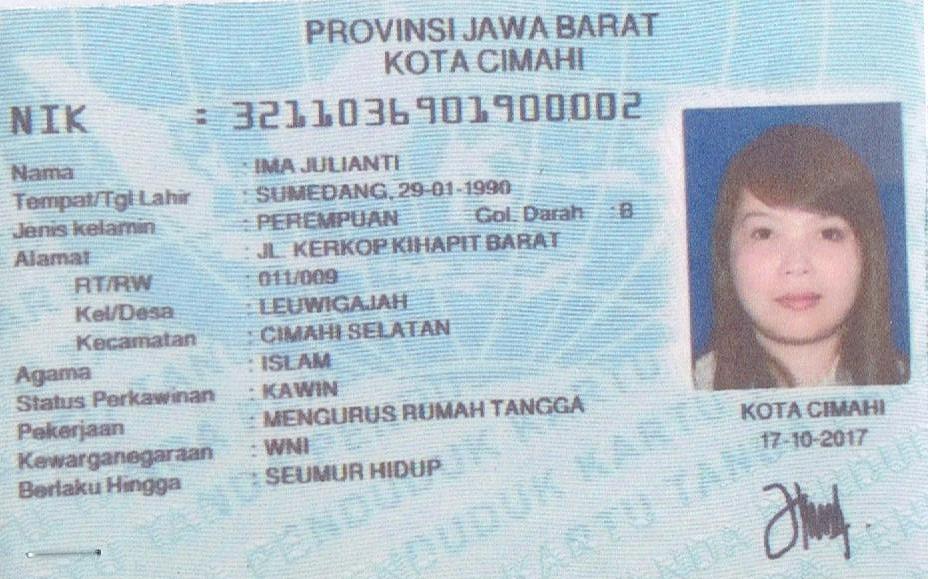 PROVINSI JAWA BARAT
KOTA CIMAHI
NIK : 3211036901900002
Nama : IMA JULIANTI
Tempat/Tgl Lahir : SUMEDANG, 29-01-1990
Jenis kelamin : PEREMPUAN Gol. Darah : B
Alamat : JL. KERKOP KIHAPIT BARAT
RT/RW : 011/009
Kel/Desa : LEUWIGAJAH
Kecamatan : CIMAHI SELATAN
Agama : ISLAM
Status Perkawinan : KAWIN
Pekerjaan : MENGURUS RUMAH TANGGA
Kewarganegaraan : WNI
Berlaku Hingga : SEUMUR HIDUP
KOTA CIMAHI
17-10-2017